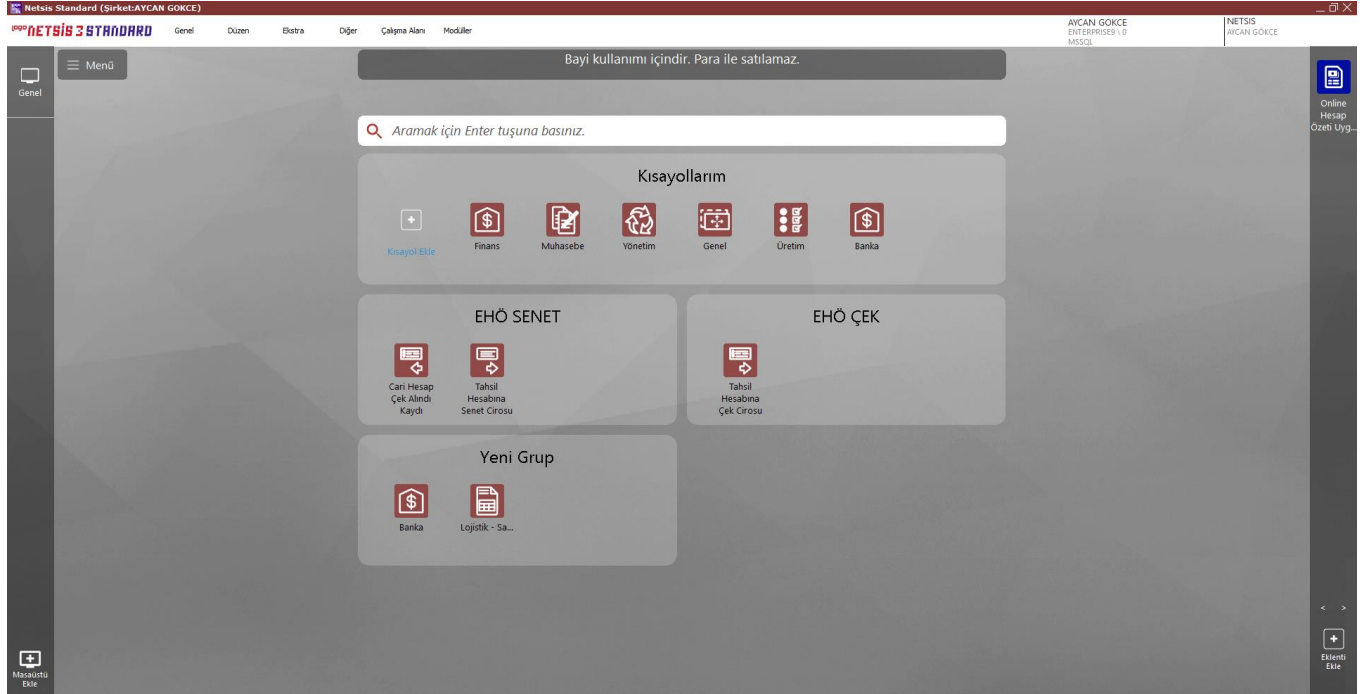 Netsis Standard (Şirket:AYCAN GOKCE)
logo NETSİS 3 STANDARD
Genel Düzen Ekstra Diğer Çalışma Alanı Modüller
AYCAN GOKCE
ENTERPRISE9 \ 0
MSSQL
NETSIS
AYCAN GÖKÇE
Genel
Menü
Bayi kullanımı içindir. Para ile satılamaz.
Online
Hesap
Özeti Uyg...
Aramak için Enter tuşuna basınız.
Kısayollarım
Kısayol Ekle
Finans
Muhasebe
Yönetim
Genel
Üretim
Banka
EHÖ SENET
Cari Hesap
Çek Alındı
Kaydı
Tahsil
Hesabına
Senet Cirosu
EHÖ ÇEK
Tahsil
Hesabına
Çek Cirosu
Yeni Grup
Banka
Lojistik - Sa...
Masaüstü
Ekle
< >
Eklenti
Ekle